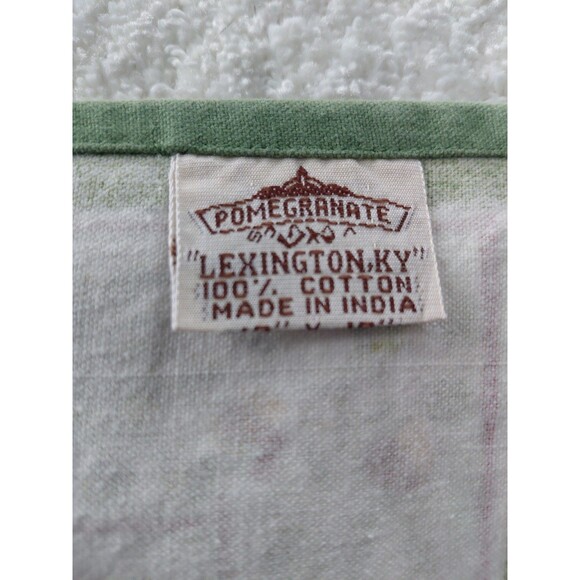 POMEGRANATE
"LEXINGTON,KY"
100% COTTON
MADE IN INDIA